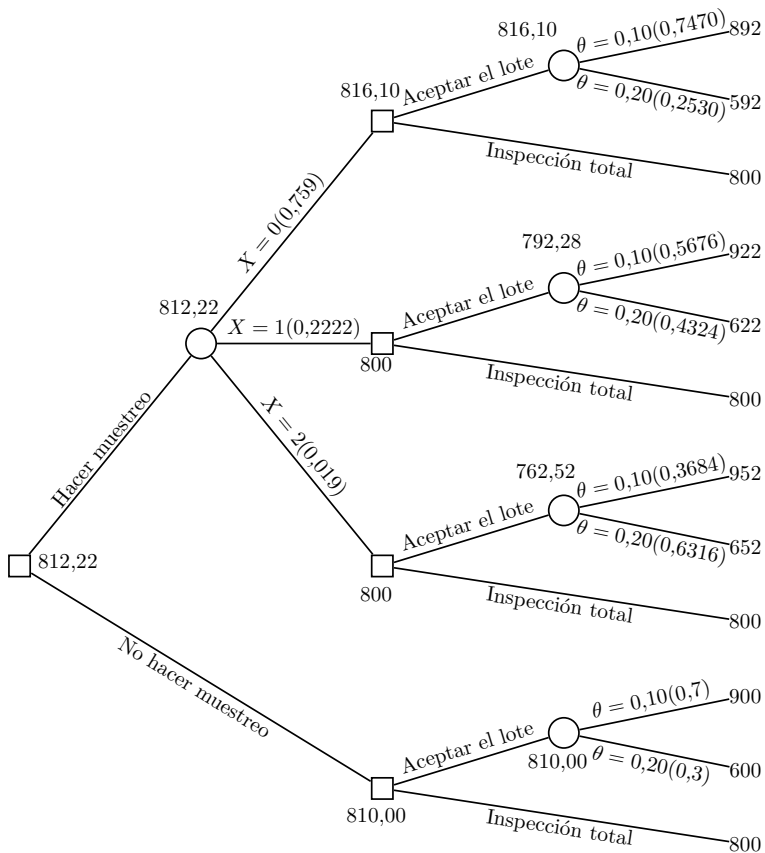 816,10
θ = 0,10(0,7470)
892
816,10
Aceptar el lote
θ = 0,20(0,2530)
592
Inspección total
800
X = 0(0,759)
792,28
θ = 0,10(0,5676)
922
812,22
X = 1(0,2222)
Aceptar el lote
θ = 0,20(0,4324)
622
800
Inspección total
800
Hacer muestreo
X = 2(0,019)
762,52
θ = 0,10(0,3684)
952
Aceptar el lote
θ = 0,20(0,6316)
652
812,22
800
Inspección total
800
No hacer muestreo
θ = 0,10(0,7)
900
Aceptar el lote
810,00
θ = 0,20(0,3)
600
810,00
Inspección total
800